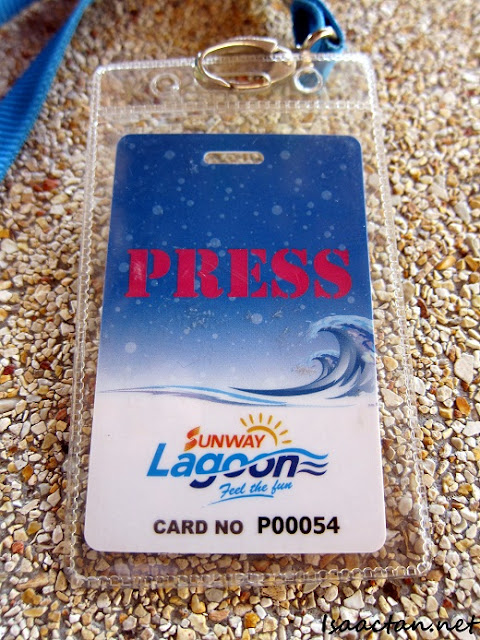 PRESS
SUNWAY
Lagoon
Feel the fun
CARD NO P00054
Isaactan.net